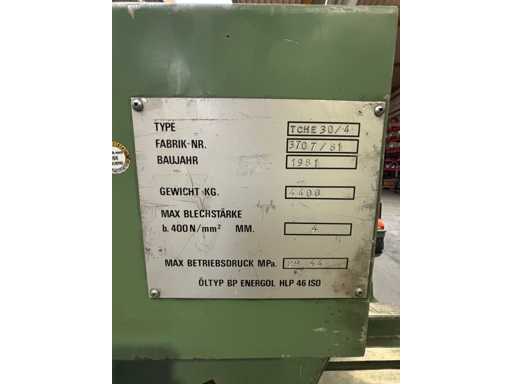 TYPE TCHE 30/4
FABRIK-NR. 3707/81
BAUJAHR 1981
GEWICHT KG. 4400
MAX BLECHSTÄRKE
b. 400 N/mm² MM. 4
MAX BETRIEBSDRUCK MPa.
ÖLTYP BP ENERGOL HLP 46 ISO